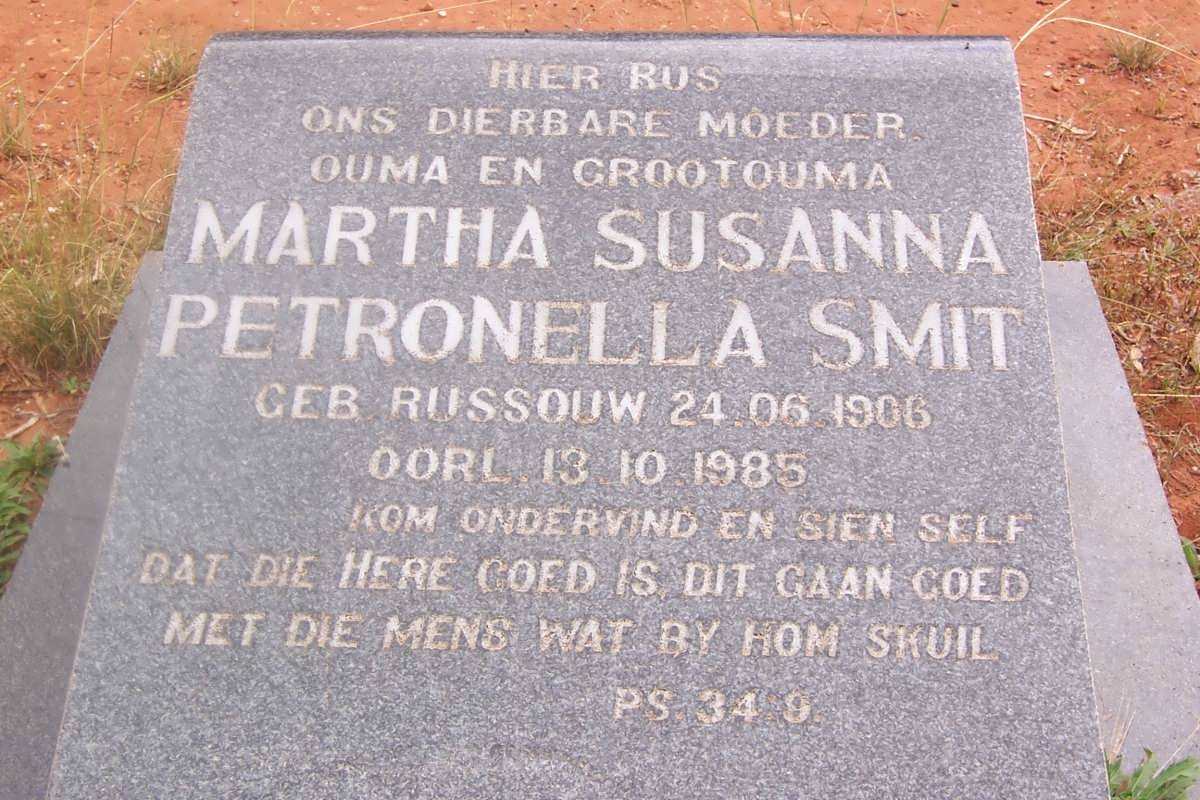 HIER RUS
ONS DIERBARE MOEDER.
OUMA EN GROOTOUMA
MARTHA SUSANNA
PETRONELLA SMIT
GEB. RUSSOUW 24.06.1906
OORL. 13.10.1985
KOM ONDERVIND EN SIEN SELF
DAT DIE HERE GOED IS, DIT GAAN GOED
MET DIE MENS WAT BY HOM SKUIL
PS. 34:9.